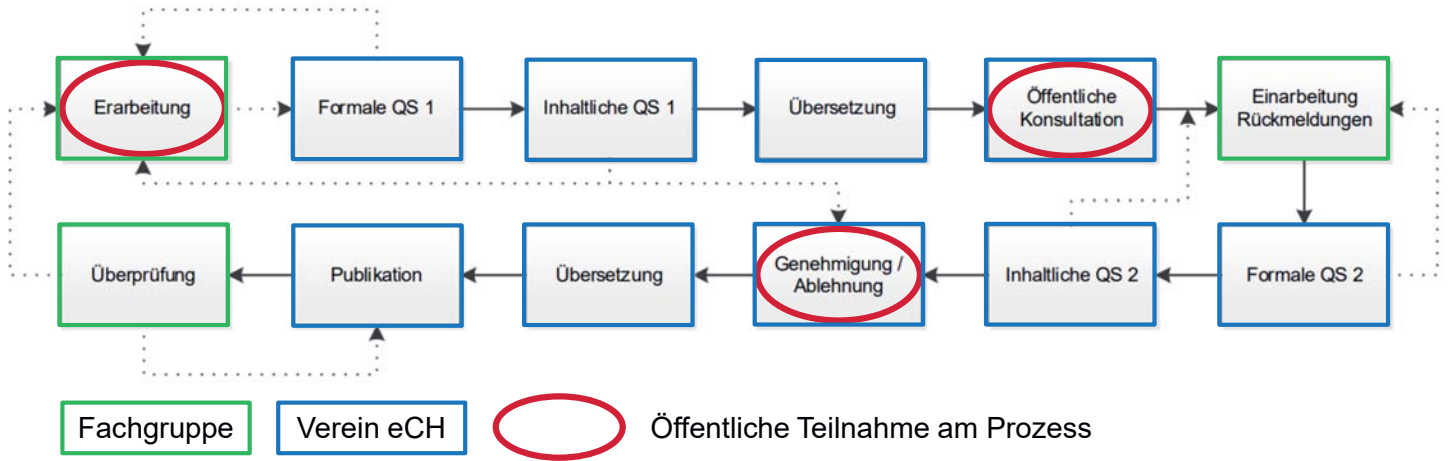 Erarbeitung
Formale QS 1
Inhaltliche QS 1
Übersetzung
Öffentliche
Konsultation
Einarbeitung
Rückmeldungen
Überprüfung
Publikation
Übersetzung
Genehmigung /
Ablehnung
Inhaltliche QS 2
Formale QS 2
Fachgruppe
Verein eCH
Öffentliche Teilnahme am Prozess